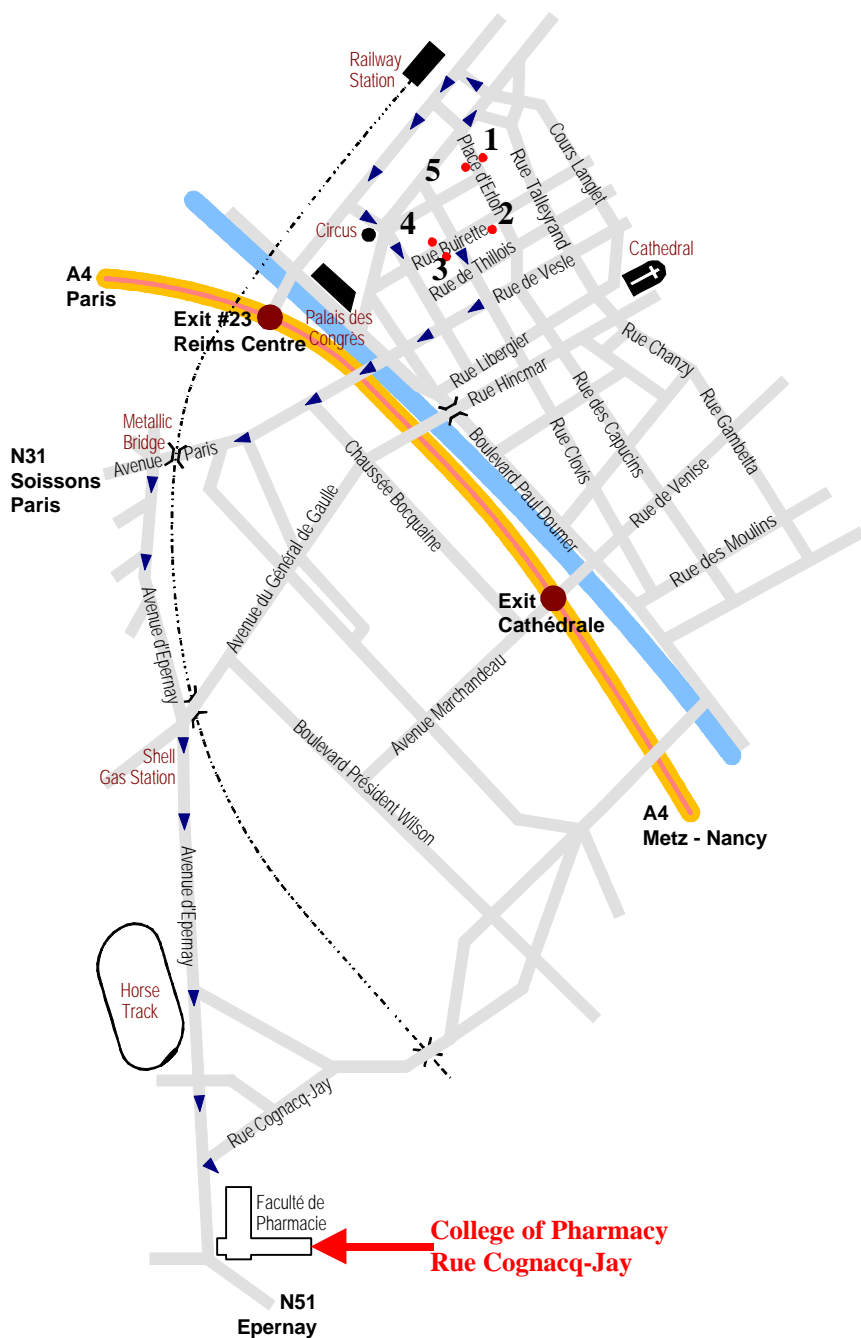 Railway
Station
1
5
Place d'Erlon
Rue Talleyrand
Cours Langlet
2
4
Circus
Rue Buirette
3
Rue de Thillois
Rue de Vesle
Cathedral
A4
Paris
Exit #23
Reims Centre
Palais des
Congrès
Rue Libergier
Rue Hincmar
Rue Chanzy
Rue Gambetta
Rue des Capucins
Rue Clovis
Rue de Venise
Rue des Moulins
Boulevard Paul Doumer
Metallic
Bridge
Avenue Paris
N31
Soissons
Paris
Chaussée Bocquaine
Avenue du Général de Gaulle
Exit
Cathédrale
Avenue d'Epernay
Avenue Marchandeau
Boulevard Président Wilson
Shell
Gas Station
A4
Metz - Nancy
Avenue d'Epernay
Horse
Track
Rue Cognacq-Jay
Faculté de
Pharmacie
College of Pharmacy
Rue Cognacq-Jay
N51
Epernay